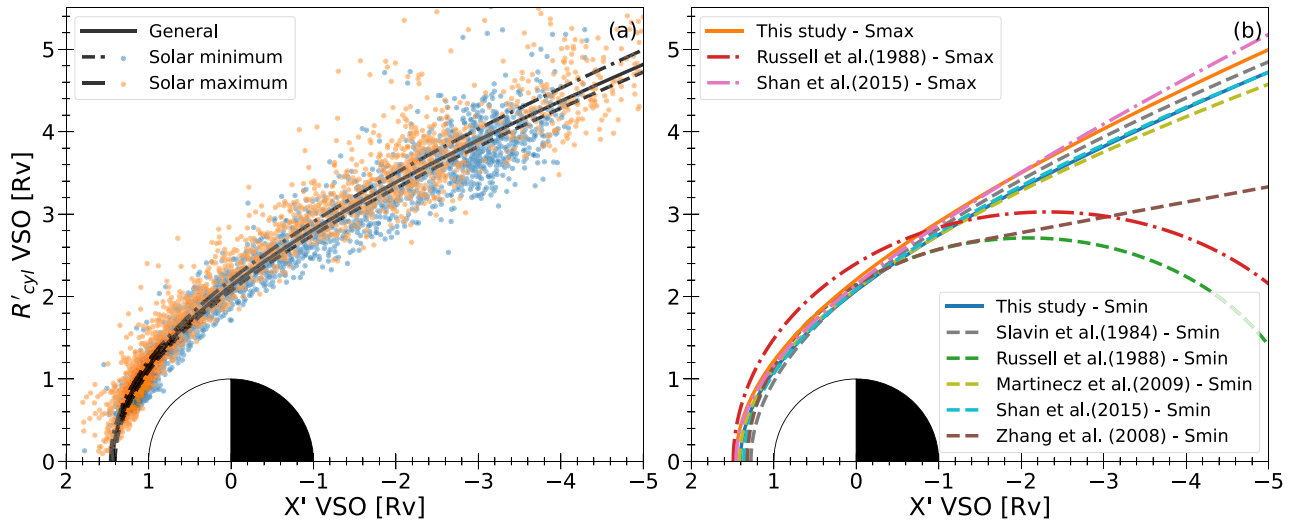 General
Solar minimum
Solar maximum
(a)
R'cyl VSO [Rv]
5
4
3
2
1
0
2
1
0
−1
−2
−3
−4
−5
X' VSO [Rv]
This study - Smax
Russell et al.(1988) - Smax
Shan et al.(2015) - Smax
(b)
This study - Smin
Slavin et al.(1984) - Smin
Russell et al.(1988) - Smin
Martinecz et al.(2009) - Smin
Shan et al.(2015) - Smin
Zhang et al. (2008) - Smin
5
4
3
2
1
0
2
1
0
−1
−2
−3
−4
−5
X' VSO [Rv]